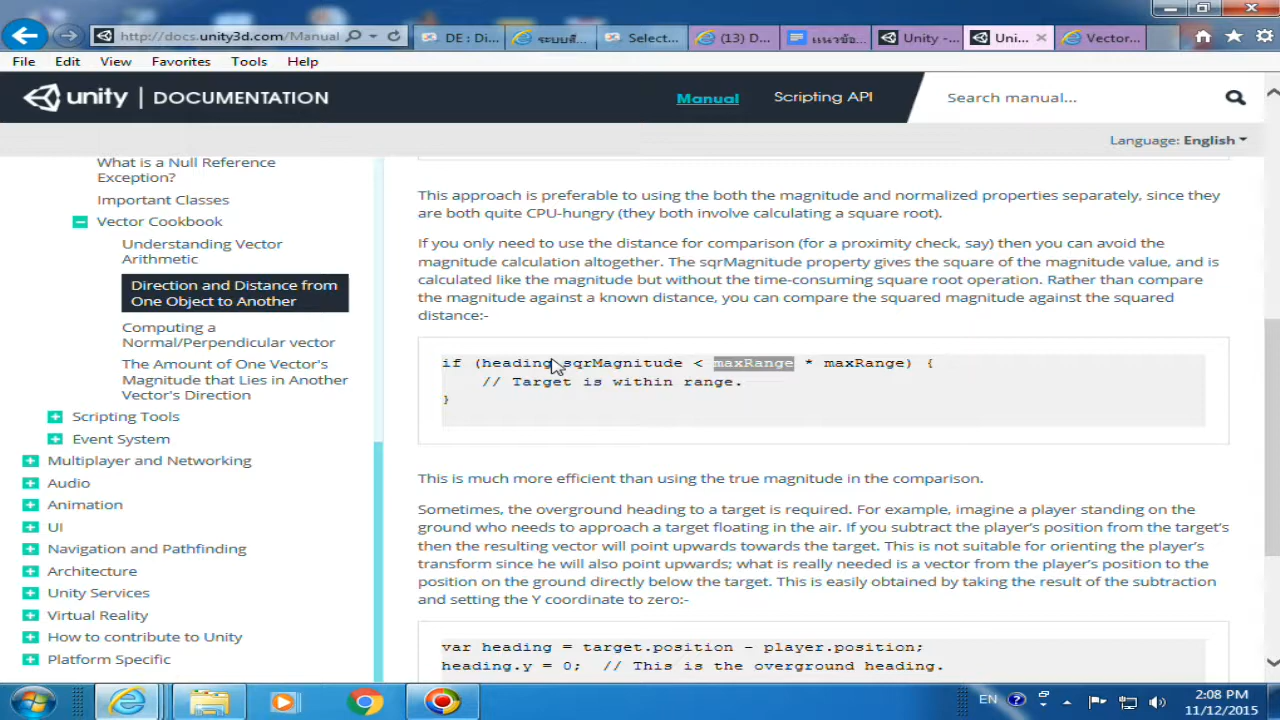 http://docs.unity3d.com/Manual
DE : Di...
ระบบสื...
Select...
(13) D...
แนวข้อ...
Unity -...
Uni...
Vector...
File Edit View Favorites Tools Help
unity | DOCUMENTATION
Manual
Scripting API
Search manual...
Language: English
What is a Null Reference
Exception?
Important Classes
Vector Cookbook
Understanding Vector
Arithmetic
Direction and Distance from
One Object to Another
Computing a
Normal/Perpendicular vector
The Amount of One Vector's
Magnitude that Lies in Another
Vector's Direction
Scripting Tools
Event System
Multiplayer and Networking
Audio
Animation
UI
Navigation and Pathfinding
Architecture
Unity Services
Virtual Reality
How to contribute to Unity
Platform Specific
This approach is preferable to using the both the magnitude and normalized properties separately, since they
are both quite CPU-hungry (they both involve calculating a square root).
If you only need to use the distance for comparison (for a proximity check, say) then you can avoid the
magnitude calculation altogether. The sqrMagnitude property gives the square of the magnitude value, and is
calculated like the magnitude but without the time-consuming square root operation. Rather than compare
the magnitude against a known distance, you can compare the squared magnitude against the squared
distance:-
if (heading.sqrMagnitude < maxRange * maxRange) {
// Target is within range.
}
This is much more efficient than using the true magnitude in the comparison.
Sometimes, the overground heading to a target is required. For example, imagine a player standing on the
ground who needs to approach a target floating in the air. If you subtract the player's position from the target's
then the resulting vector will point upwards towards the target. This is not suitable for orienting the player's
transform since he will also point upwards; what is really needed is a vector from the player's position to the
position on the ground directly below the target. This is easily obtained by taking the result of the subtraction
and setting the Y coordinate to zero:-
var heading = target.position - player.position;
heading.y = 0; // This is the overground heading.
EN
2:08 PM
11/12/2015